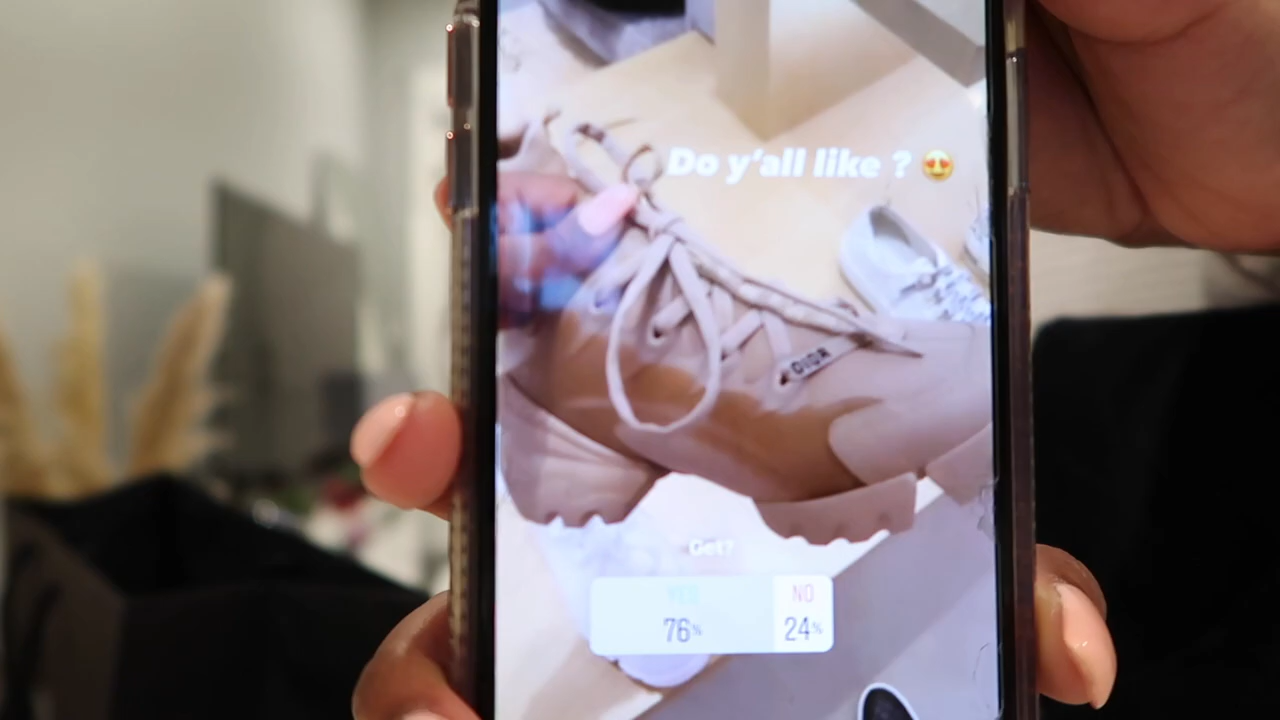 Do y'all like ? 😍
DIOR
Get?
YES NO
76% 24%